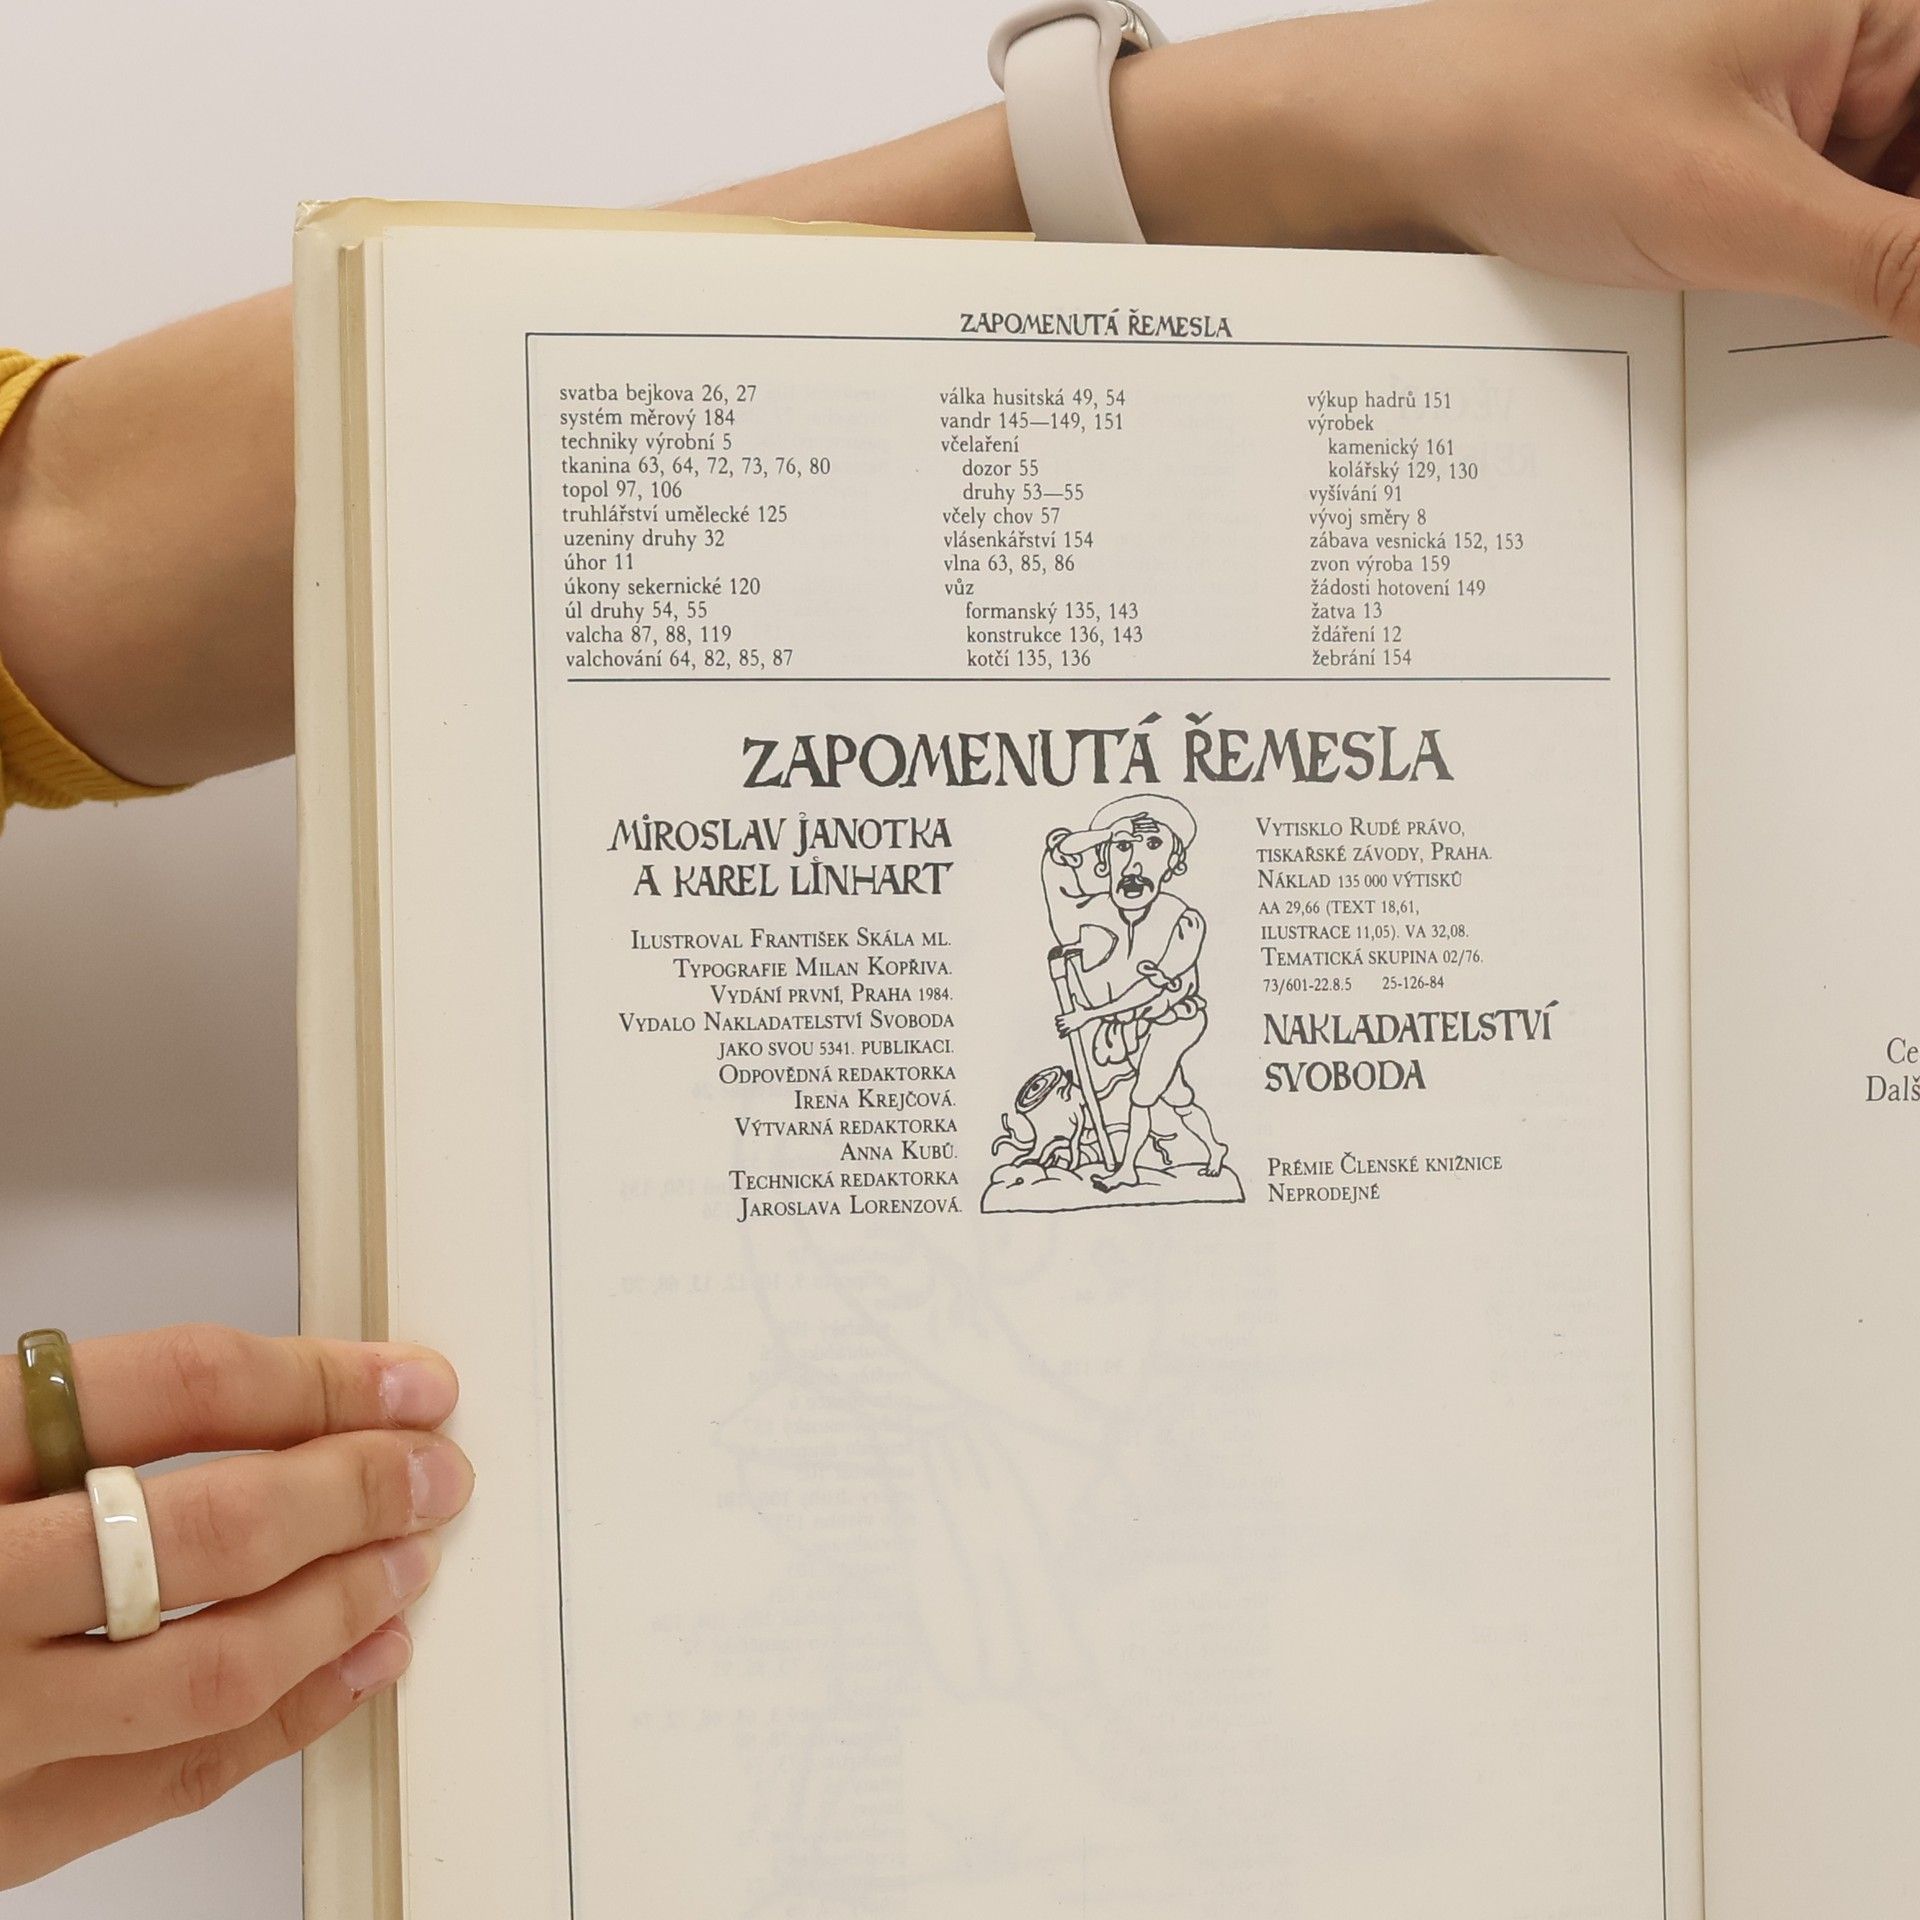 ZAPOMENUTÁ ŘEMESLA
svatba bejkova 26, 27
systém měrový 184
techniky výrobní 5
tkanina 63, 64, 72, 73, 76, 80
topol 97, 106
truhlářství umělecké 125
uzeniny druhy 32
úhor 11
úkony sekernické 120
úl druhy 54, 55
valcha 87, 88, 119
valchování 64, 82, 85, 87
válka husitská 49, 54
vandr 145—149, 151
včelaření
dozor 55
druhy 53—55
včely chov 57
vlásenkářství 154
vlna 63, 85, 86
vůz
formanský 135, 143
konstrukce 136, 143
kotčí 135, 136
výkup hadrů 151
výrobek
kamenický 161
kolářský 129, 130
vyšívání 91
vývoj směry 8
zábava vesnická 152, 153
zvon výroba 159
žádosti hotovení 149
žatva 13
ždáření 12
žebrání 154
ZAPOMENUTÁ ŘEMESLA
MIROSLAV JANOTKA
A KAREL LINHART
ILUSTROVAL FRANTIŠEK SKÁLA ML.
TYPOGRAFIE MILAN KOPŘIVA.
VYDÁNÍ PRVNÍ, PRAHA 1984.
VYDALO NAKLADATELSTVÍ SVOBODA
JAKO SVOU 5341. PUBLIKACI.
ODPOVĚDNÁ REDAKTORKA
IRENA KREJČOVÁ.
VÝTVARNÁ REDAKTORKA
ANNA KUBŮ.
TECHNICKÁ REDAKTORKA
JAROSLAVA LORENZOVÁ.
VYTISKLO RUDÉ PRÁVO,
TISKAŘSKÉ ZÁVODY, PRAHA.
NÁKLAD 135 000 VÝTISKŮ
AA 29,66 (TEXT 18,61,
ILUSTRACE 11,05). VA 32,08.
TEMATICKÁ SKUPINA 02/76.
73/601-22.8.5 25-126-84
NAKLADATELSTVÍ
SVOBODA
PRÉMIE ČLENSKÉ KNIŽNICE
NEPRODEJNÉ
Ce
Dalš